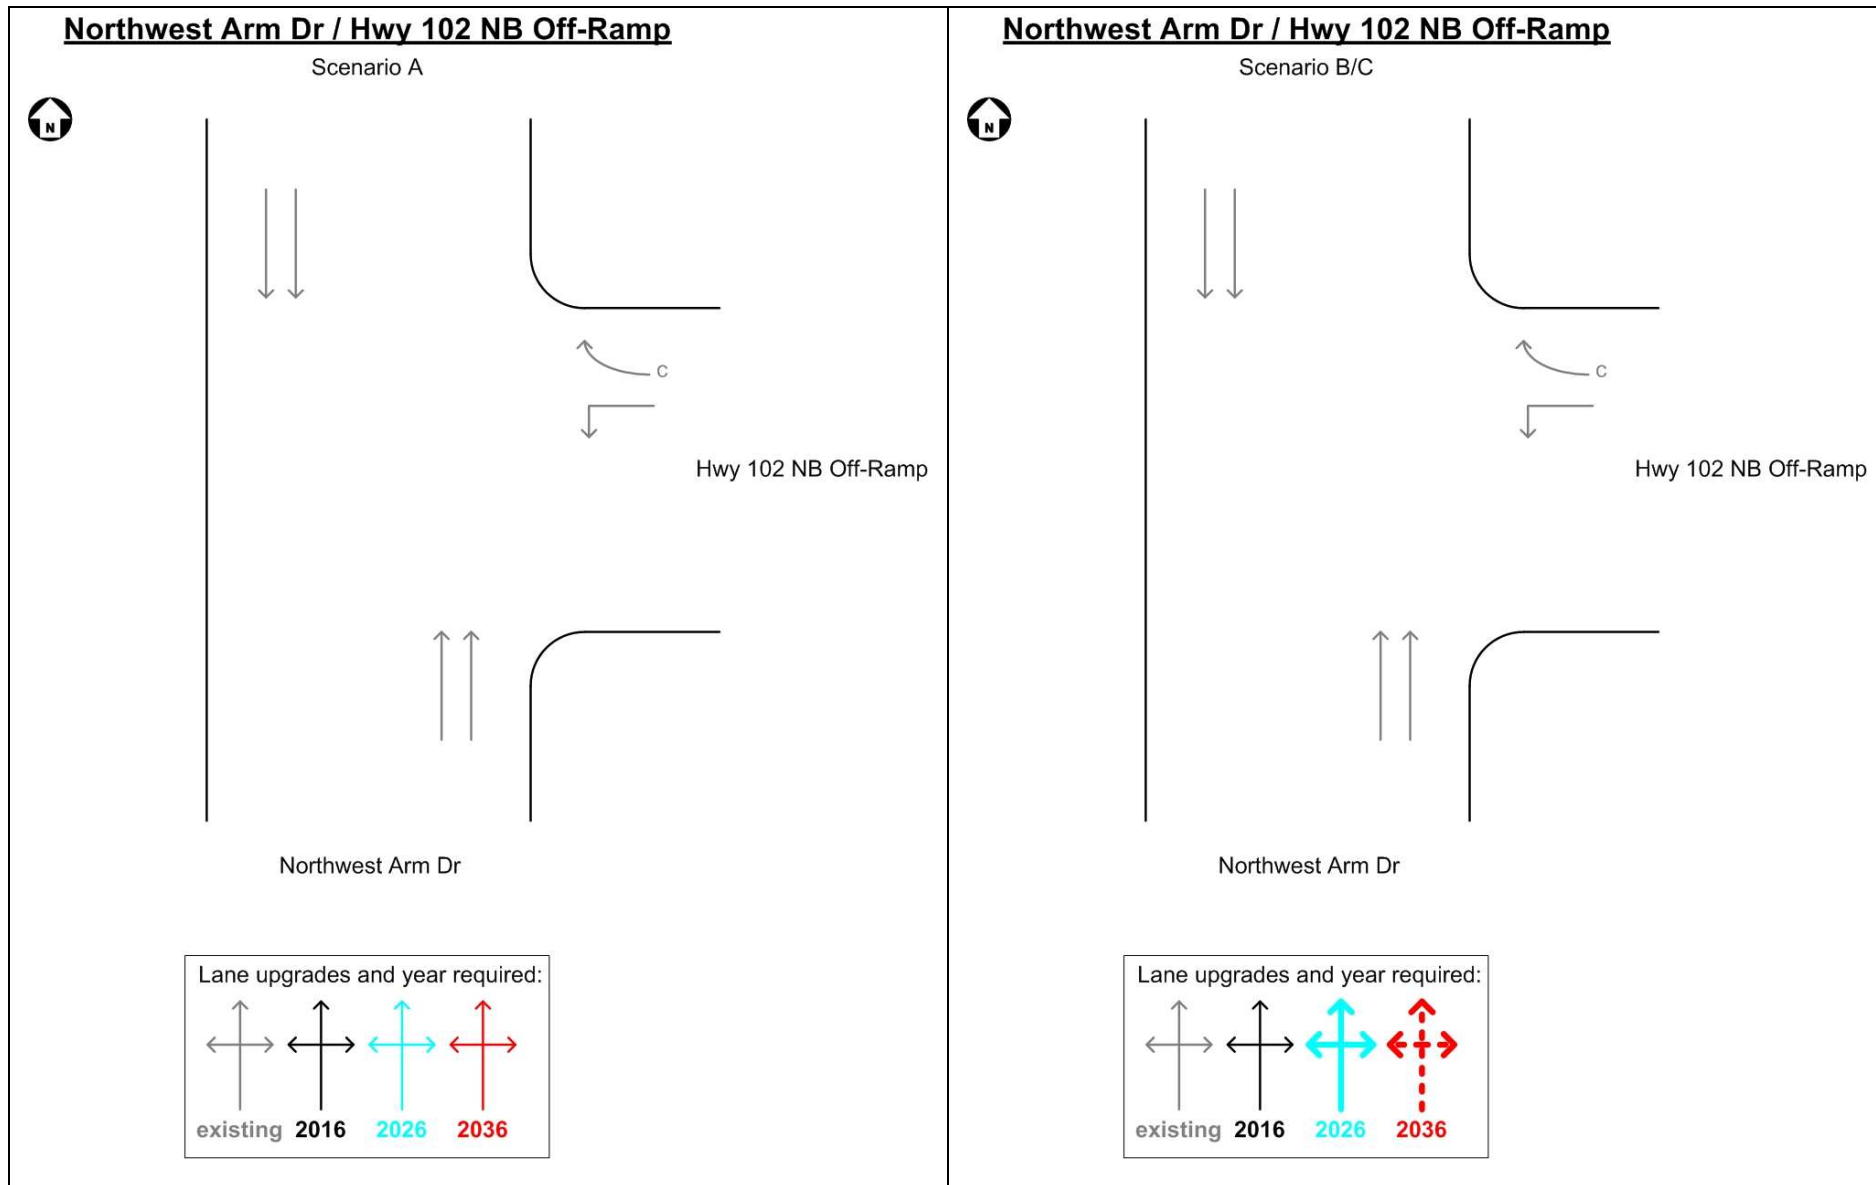 Northwest Arm Dr / Hwy 102 NB Off-Ramp
Scenario A
N
C
Hwy 102 NB Off-Ramp
Northwest Arm Dr
Lane upgrades and year required:
existing 2016 2026 2036
Northwest Arm Dr / Hwy 102 NB Off-Ramp
Scenario B/C
N
C
Hwy 102 NB Off-Ramp
Northwest Arm Dr
Lane upgrades and year required:
existing 2016 2026 2036